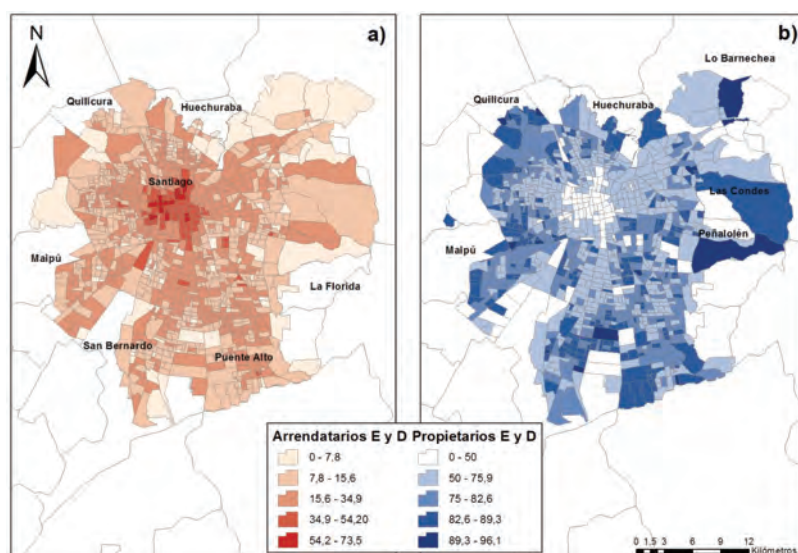 N
a)
Quilicura
Huechuraba
Santiago
Maipú
La Florida
San Bernardo
Puente Alto
b)
Lo Barnechea
Quilicura
Huechuraba
Las Condes
Peñalolén
Maipú
Arrendatarios E y D
0 - 7,8
7,8 - 15,6
15,6 - 34,9
34,9 - 54,20
54,2 - 73,5
Propietarios E y D
0 - 50
50 - 75,9
75 - 82,6
82,6 - 89,3
89,3 - 96,1
0 1,5 3 6 9 12
Kilómetros